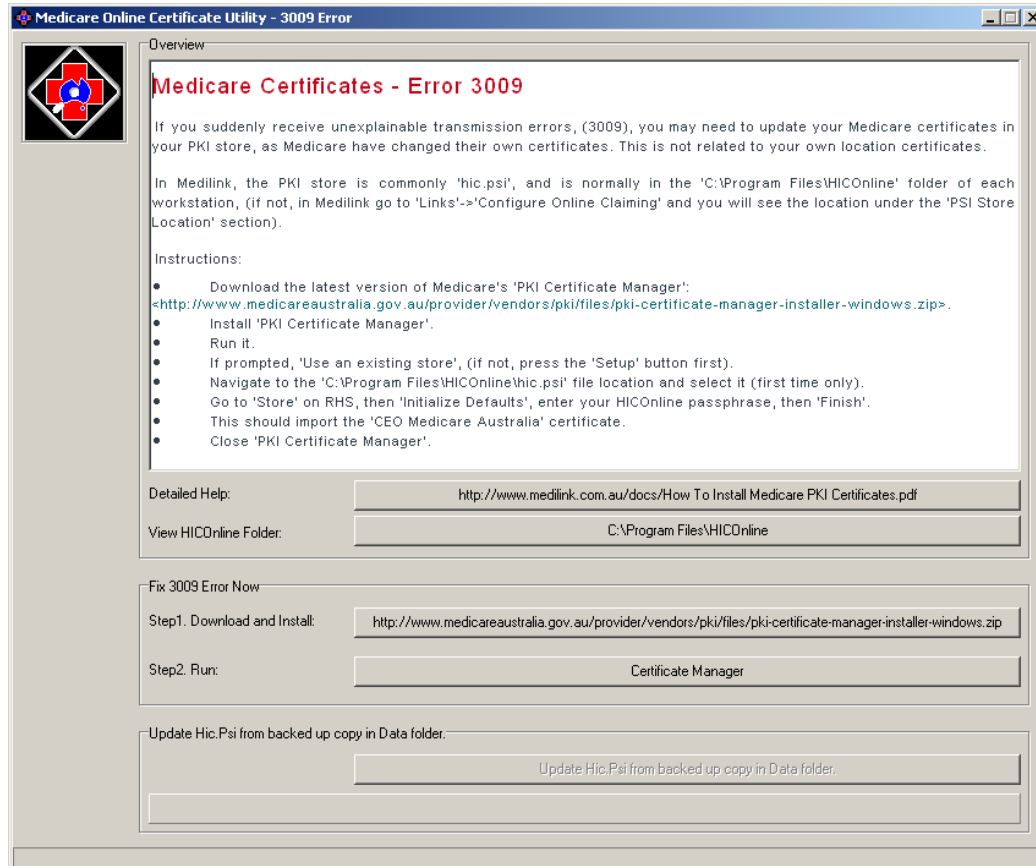 Medicare Online Certificate Utility - 3009 Error
Overview
Medicare Certificates - Error 3009
If you suddenly receive unexplainable transmission errors, (3009), you may need to update your Medicare certificates in
your PKI store, as Medicare have changed their own certificates. This is not related to your own location certificates.
In Medilink, the PKI store is commonly 'hic.psi', and is normally in the 'C:\Program Files\HICOnline' folder of each
workstation, (if not, in Medilink go to 'Links'->'Configure Online Claiming' and you will see the location under the 'PSI Store
Location' section).
Instructions:
• Download the latest version of Medicare's 'PKI Certificate Manager':
<http://www.medicareaustralia.gov.au/provider/vendors/pki/files/pki-certificate-manager-installer-windows.zip>.
• Install 'PKI Certificate Manager'.
• Run it.
• If prompted, 'Use an existing store', (if not, press the 'Setup' button first).
• Navigate to the 'C:\Program Files\HICOnline\hic.psi' file location and select it (first time only).
• Go to 'Store' on RHS, then 'Initialize Defaults', enter your HICOnline passphrase, then 'Finish'.
• This should import the 'CEO Medicare Australia' certificate.
• Close 'PKI Certificate Manager'.
Detailed Help: http://www.medilink.com.au/docs/How To Install Medicare PKI Certificates.pdf
View HICOnline Folder: C:\Program Files\HICOnline
Fix 3009 Error Now
Step1. Download and Install: http://www.medicareaustralia.gov.au/provider/vendors/pki/files/pki-certificate-manager-installer-windows.zip
Step2. Run: Certificate Manager
Update Hic.Psi from backed up copy in Data folder.
Update Hic.Psi from backed up copy in Data folder.